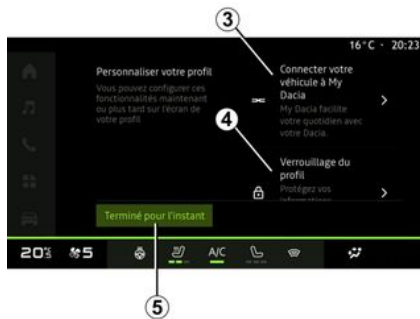 3
16°C · 20:23
Personnaliser votre profil
Vous pouvez configurer ces
fonctionnalités maintenant
ou plus tard sur l'écran de
votre profil
Connecter votre
véhicule à My
Dacia
My Dacia facilite
votre quotidien avec
votre Dacia.
4
Verrouillage du
profil
Protégez vos
informations
Terminé pour l'instant
20 5 A/C
5